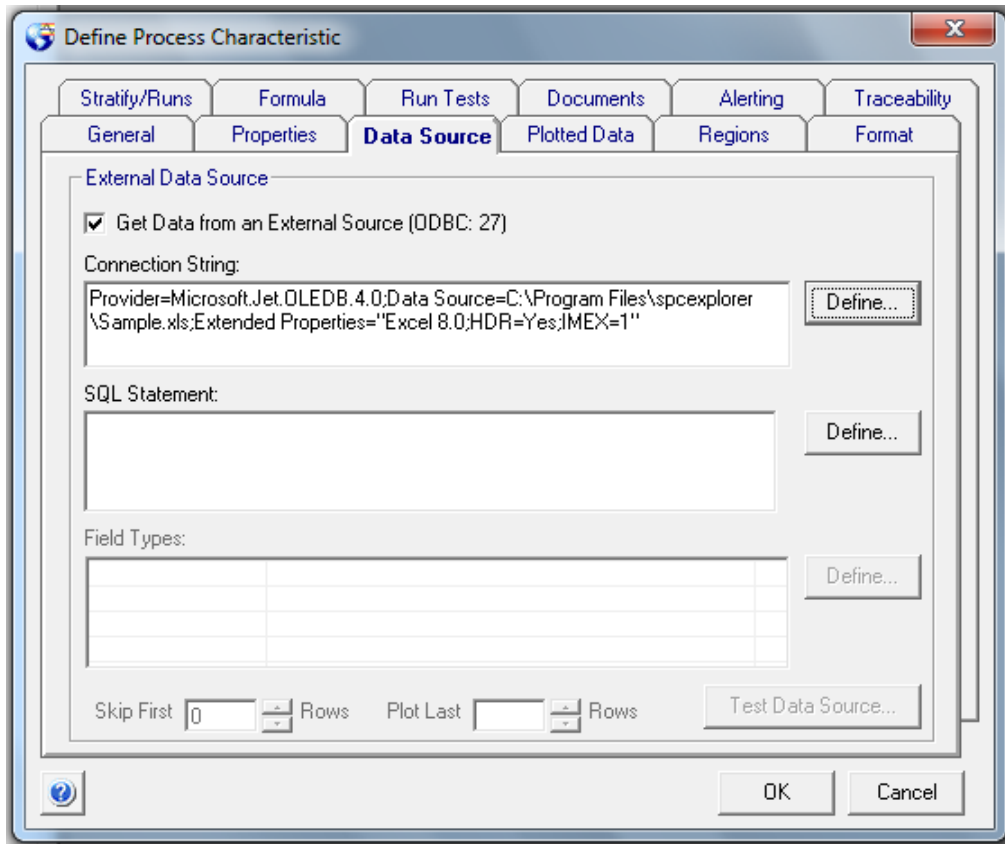 Define Process Characteristic
Stratify/Runs Formula Run Tests Documents Alerting Traceability
General Properties Data Source Plotted Data Regions Format
External Data Source
Get Data from an External Source (ODBC: 27)
Connection String:
Provider=Microsoft.Jet.OLEDB.4.0;Data Source=C:\Program Files\spcexplorer Define...
\Sample.xls;Extended Properties="Excel 8.0;HDR=Yes;IMEX=1"
SQL Statement:
Define...
Field Types:
Define...
Skip First 0 Rows Plot Last Rows Test Data Source...
OK Cancel